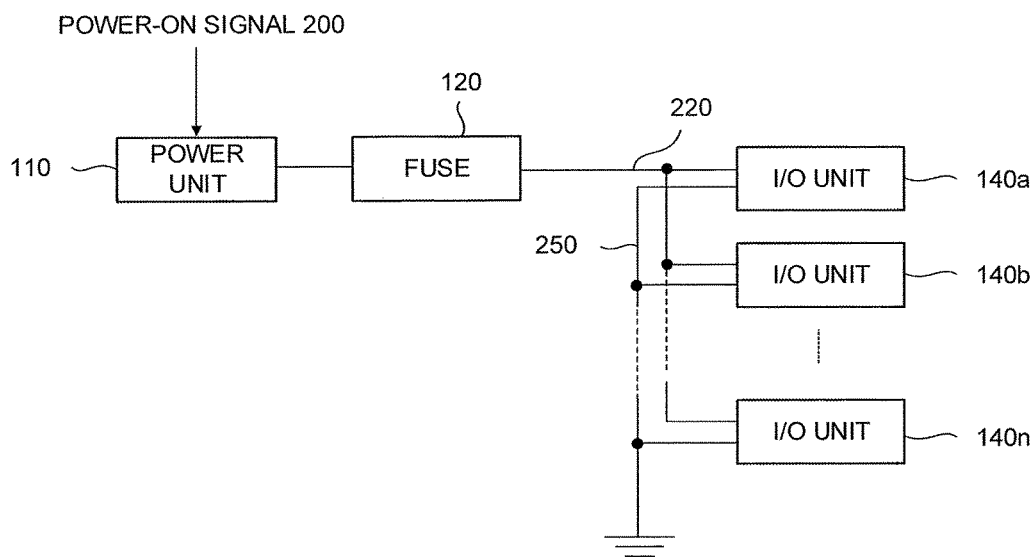 POWER-ON SIGNAL 200
120
220
110
POWER
UNIT
FUSE
I/O UNIT
140a
250
I/O UNIT
140b
I/O UNIT
140n